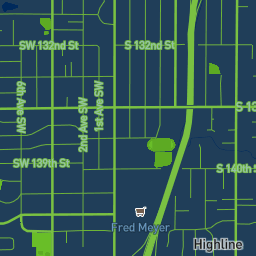 SW 132nd St
S 132nd St
6th Ave SW
2nd Ave SW
1st Ave SW
S 13
SW 139th St
S 140th S
Fred Meyer
Highline